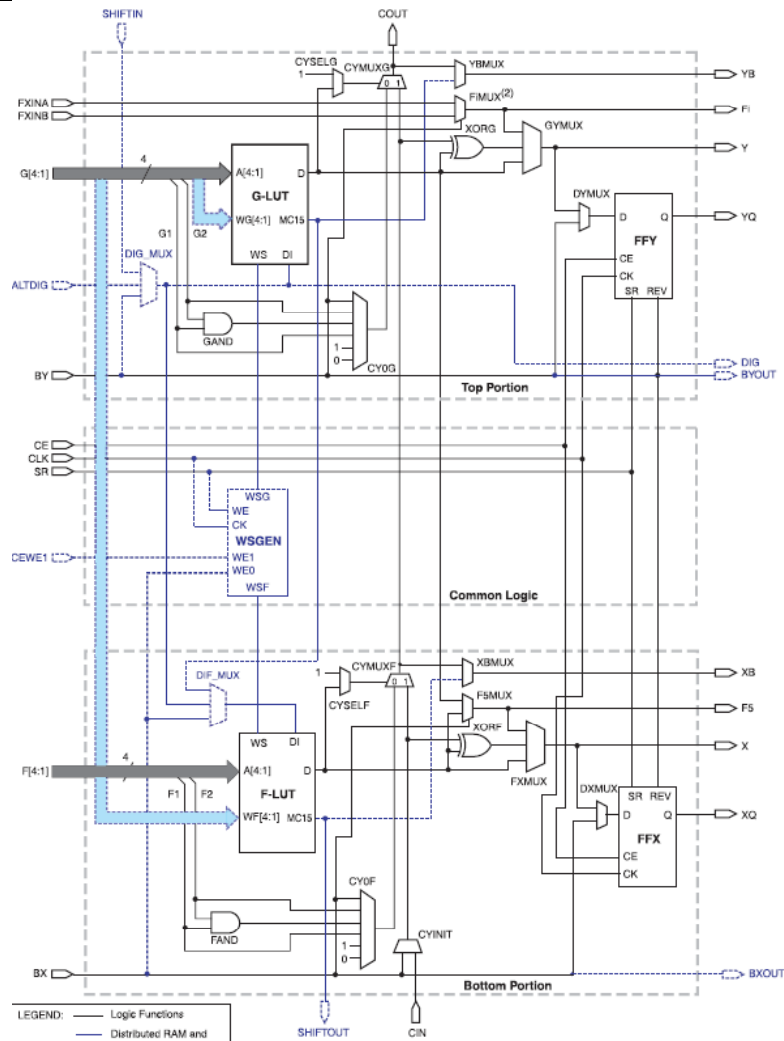 SHIFTIN
COUT
CYSELG
CYMUXG
YBMUX
1
0 1
YB
FXINA
FXINB
FiMUX(2)
Fi
XORG
GYMUX
Y
4
G[4:1]
A[4:1]
D
G-LUT
WG[4:1]
MC15
WS
DI
DYMUX
D
Q
YQ
FFY
CE
CK
SR
REV
G1
G2
DIG_MUX
ALTDIG
GAND
1
0
CY0G
DIG
BY
BYOUT
Top Portion
CE
CLK
SR
WSG
WE
CK
WSGEN
CEWE1
WE1
WE0
WSF
Common Logic
CYMUXF
XBMUX
1
0 1
XB
DIF_MUX
CYSELF
F5MUX
F5
XORF
WS
DI
X
4
F[4:1]
A[4:1]
D
FXMUX
F-LUT
DXMUX
SR
REV
F1
F2
WF[4:1]
MC15
D
Q
XQ
FFX
CE
CK
CY0F
FAND
1
0
CYINIT
BX
BXOUT
Bottom Portion
LEGEND:
Logic Functions
Distributed RAM and
SHIFTOUT
CIN